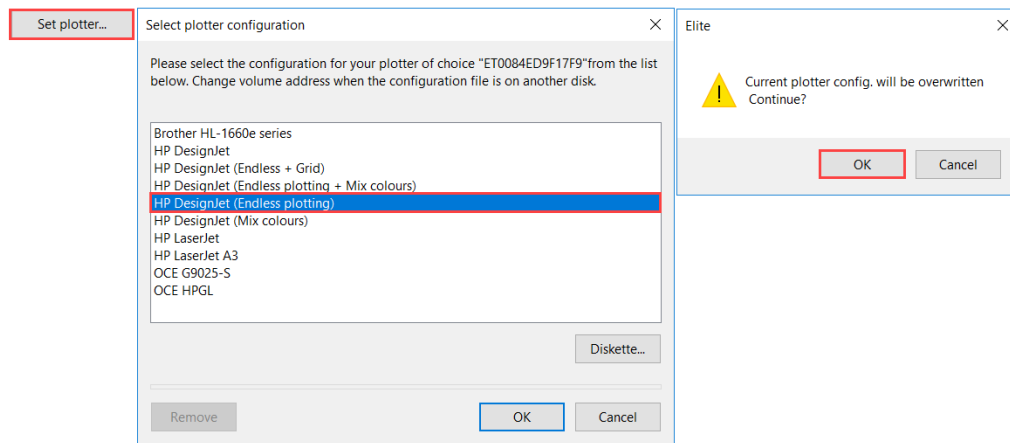 Set plotter...
Select plotter configuration
Please select the configuration for your plotter of choice "ET0084ED9F17F9"from the list
below. Change volume address when the configuration file is on another disk.
Brother HL-1660e series
HP DesignJet
HP DesignJet (Endless + Grid)
HP DesignJet (Endless plotting + Mix colours)
HP DesignJet (Endless plotting)
HP DesignJet (Mix colours)
HP LaserJet
HP LaserJet A3
OCE G9025-S
OCE HPGL
Diskette...
Remove
OK
Cancel
Elite
Current plotter config. will be overwritten
Continue?
OK
Cancel